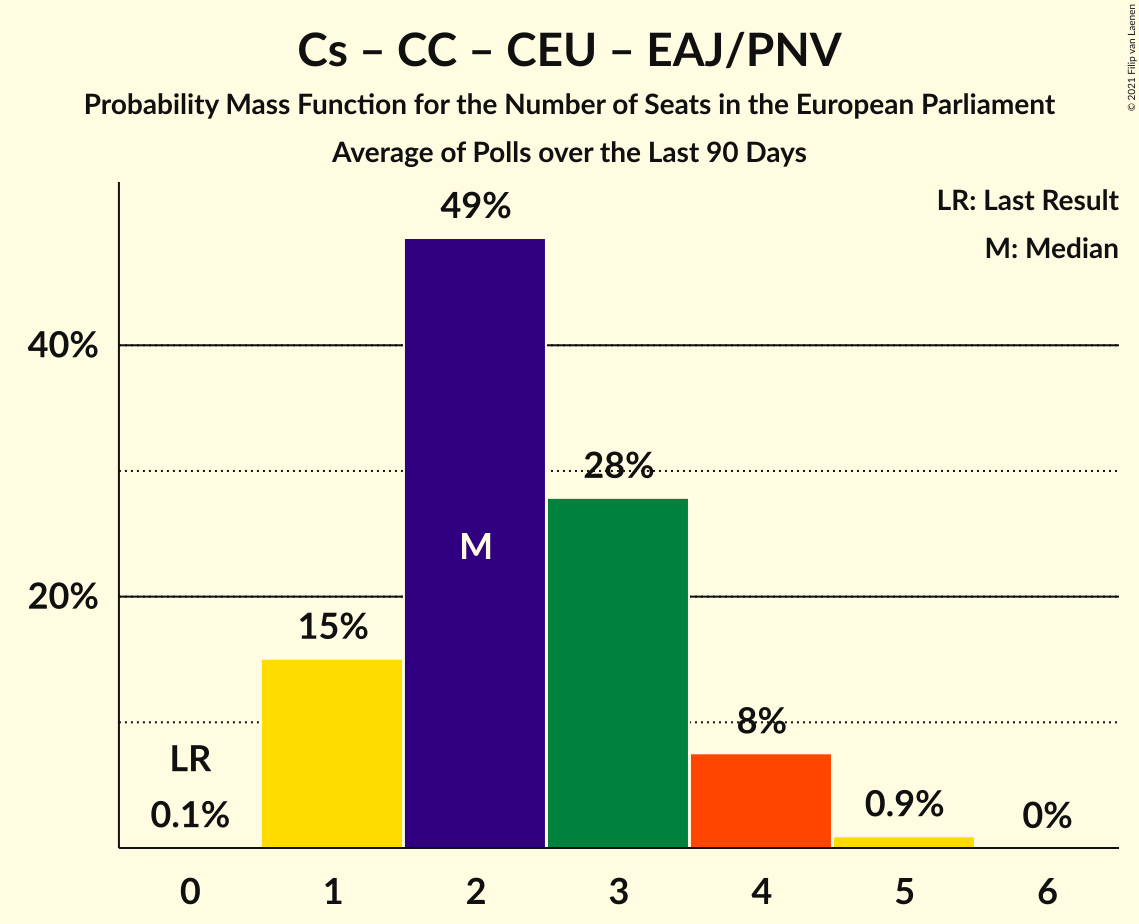 Cs – CC – CEU – EAJ/PNV
Probability Mass Function for the Number of Seats in the European Parliament
Average of Polls over the Last 90 Days
© 2021 Filip van Laenen
LR: Last Result
M: Median
49%
40%
28%
M
20%
15%
8%
LR
0.1%
0.9%
0%
0 1 2 3 4 5 6